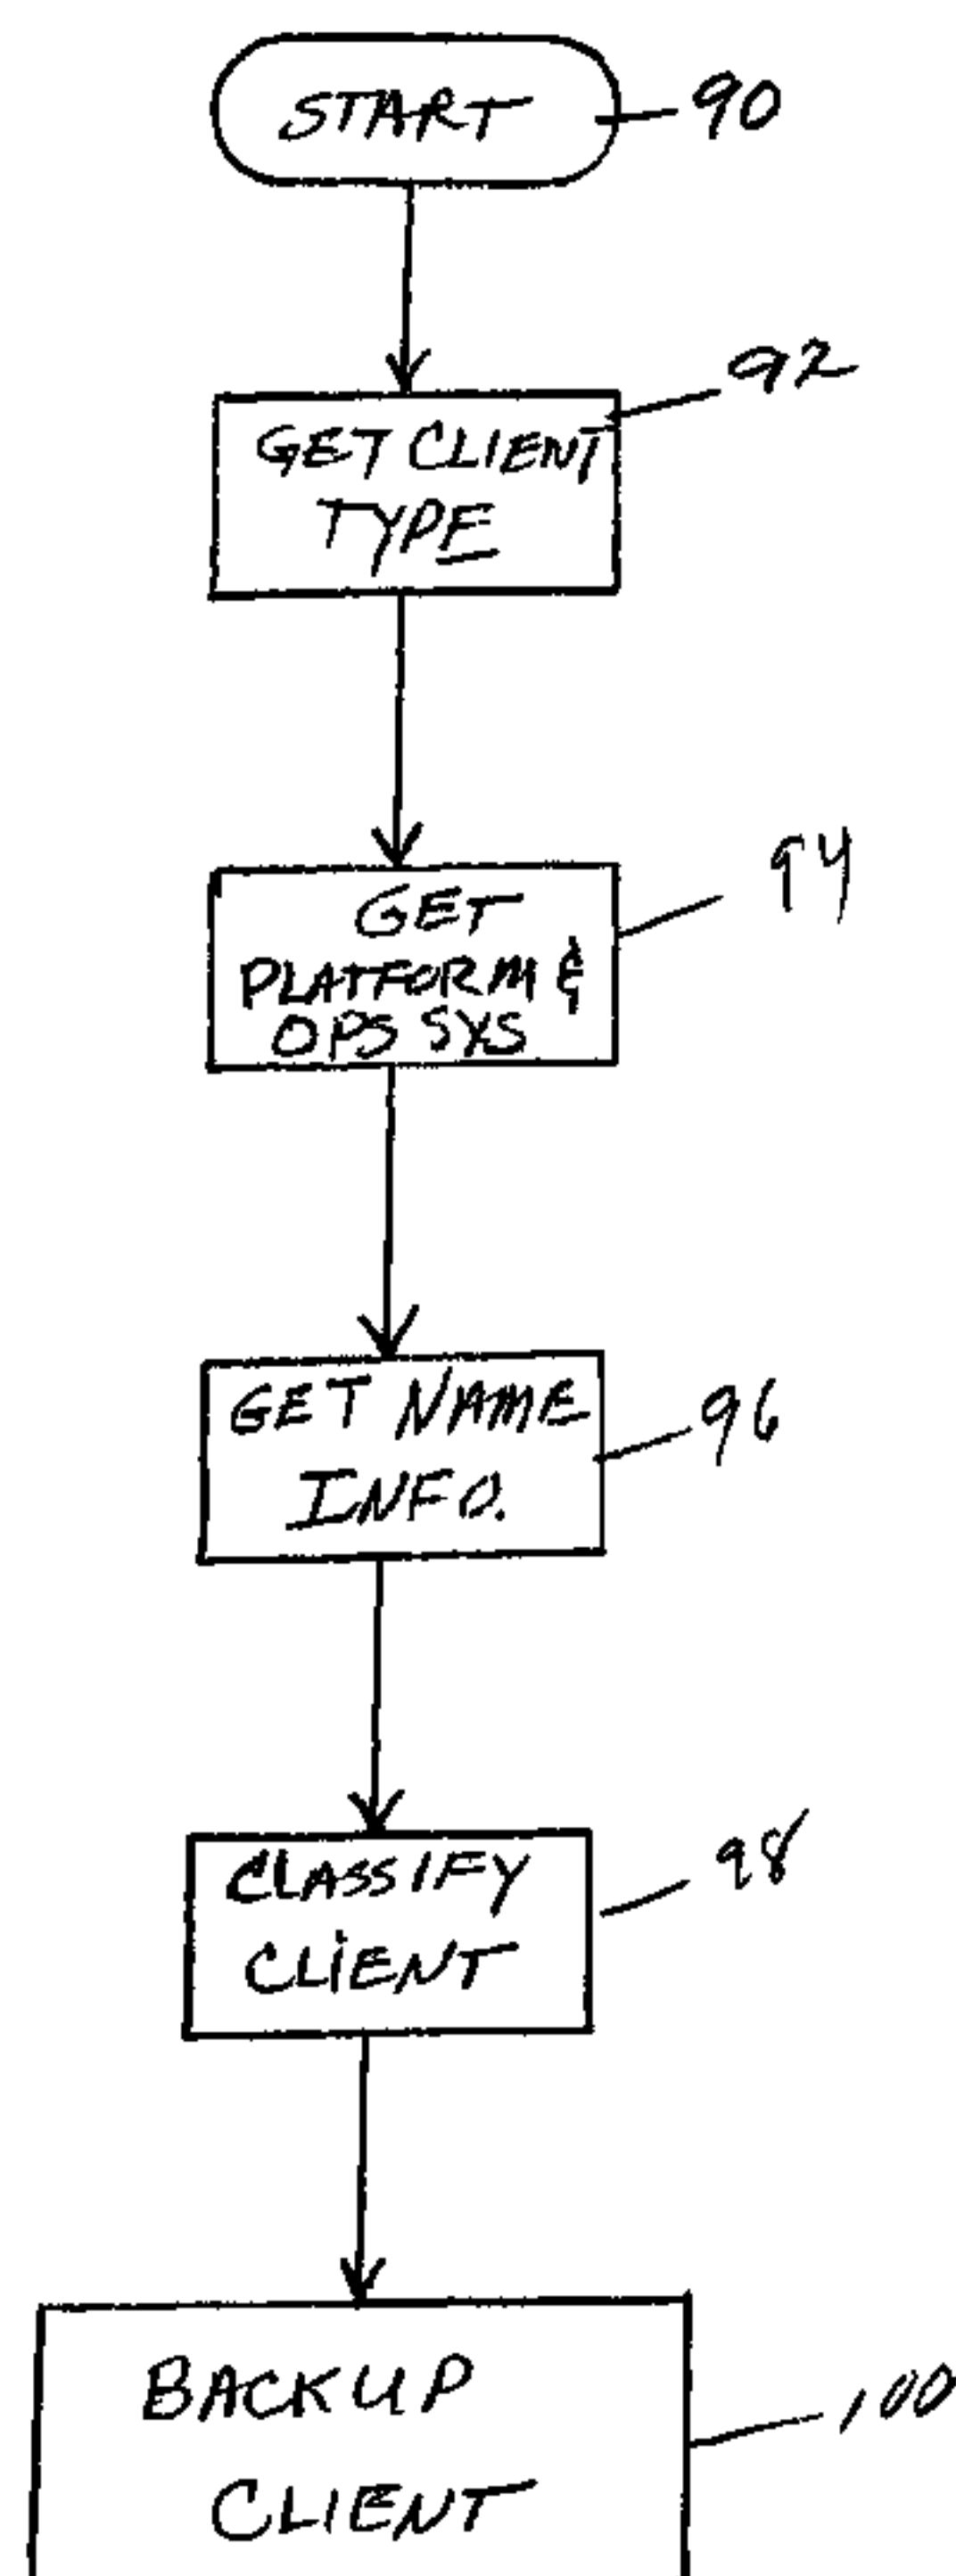 START 90
92
GET CLIENT
TYPE
94
GET
PLATFORM &
OPS SYS
96
GET NAME
INFO.
98
CLASSIFY
CLIENT
BACKUP
100
CLIENT